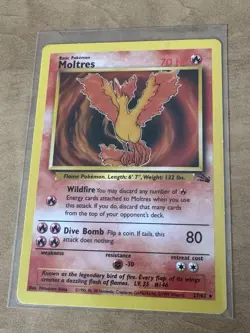 Basic Pokémon
Moltres
70
Flame Pokémon. Length: 6' 7", Weight: 132 lbs.
Wildfire You may discard any number of
Energy cards attached to Moltres when you use
this attack. If you do, discard that many cards from
the top of your opponent's deck.
Dive Bomb Flip a coin. If tails, this
attack does nothing.
80
weakness resistance retreat cost
-30
Known as the legendary bird of fire. Every flap of its
wings creates a dazzling flash of flames. LV. 35 #146